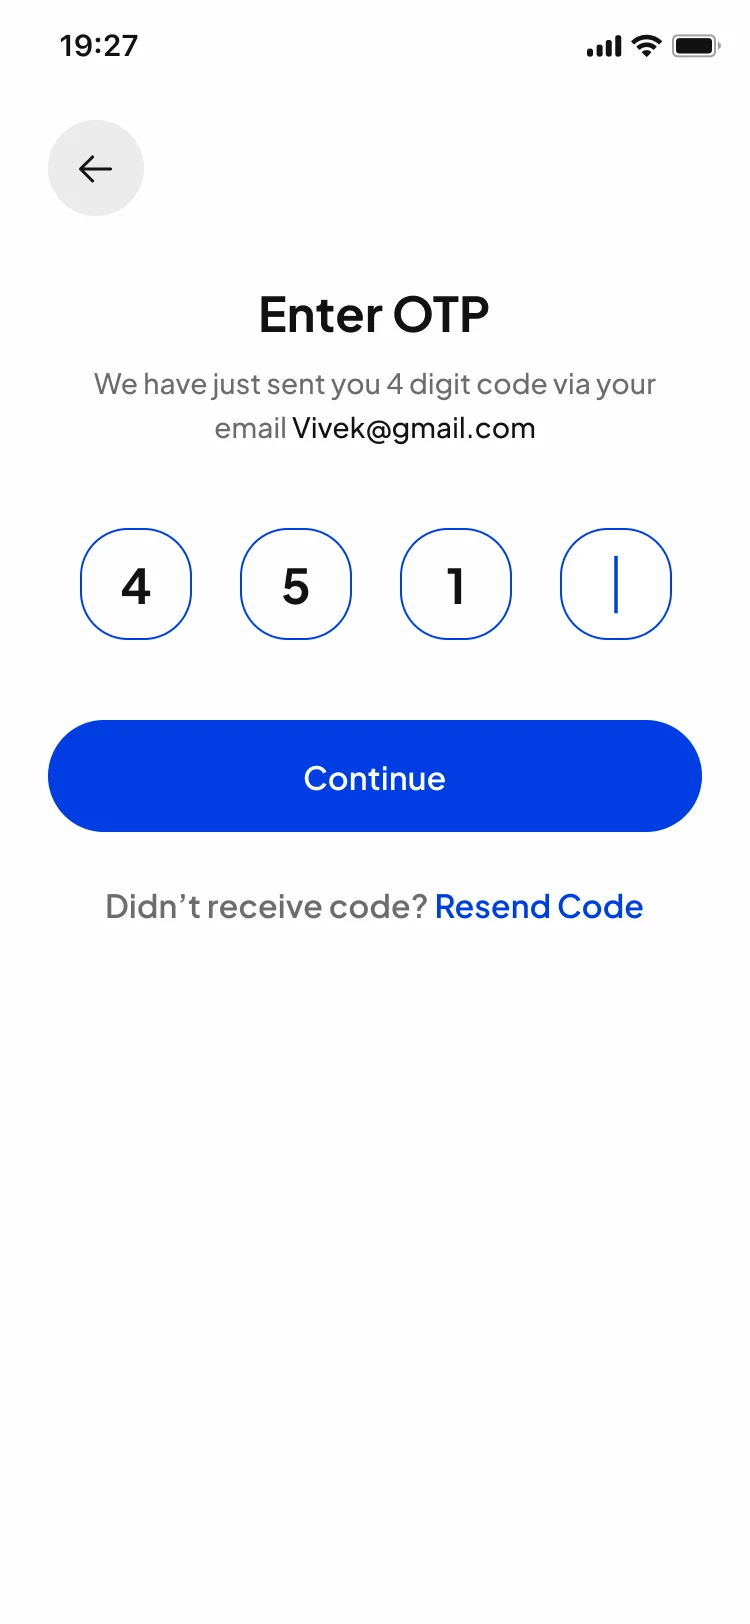 19:27
Enter OTP
We have just sent you 4 digit code via your
email Vivek@gmail.com
4 5 1
Continue
Didn’t receive code? Resend Code